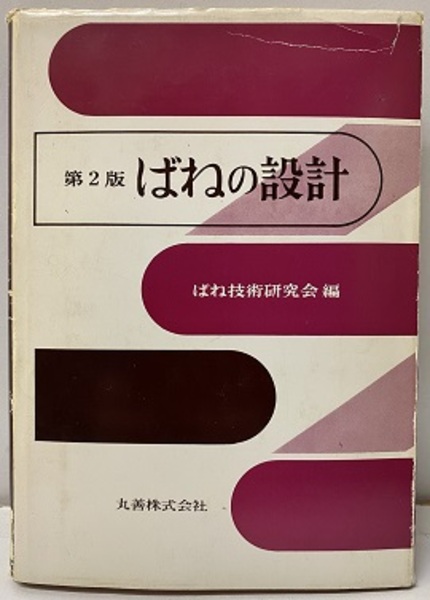 第2版 ばねの設計
ばね技術研究会 編
丸善株式会社